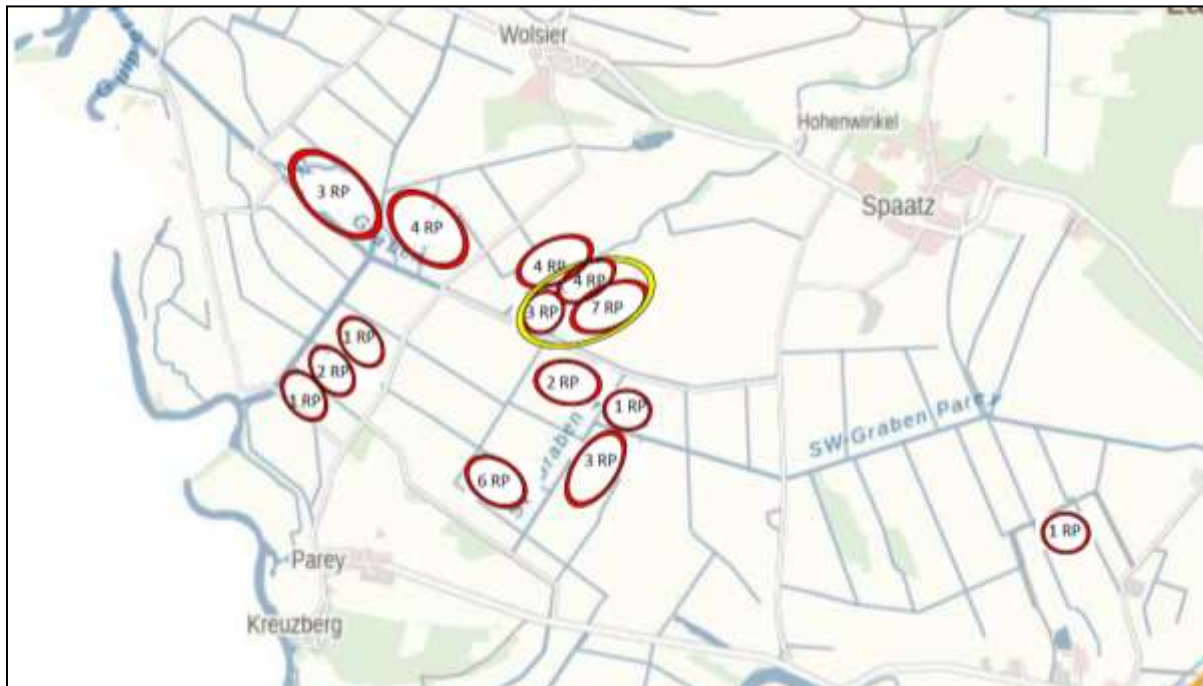 Wolsier
Gülpe
Hohenwinkel
Spaatz
3 RP
4 RP
4 RP
4 RP
3 RP
7 RP
1 RP
2 RP
1 RP
2 RP
1 RP
SW-Graben Parey
6 RP
3 RP
1 RP
Parey
Kreuzberg